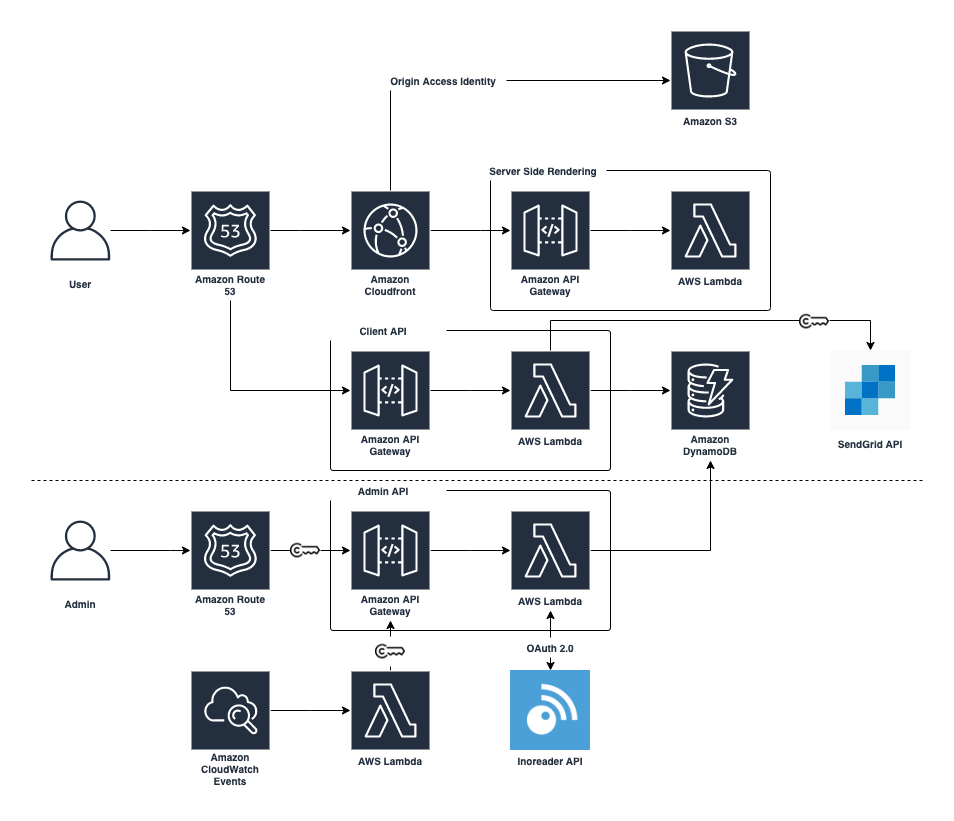 Origin Access Identity
Amazon S3
Server Side Rendering
53
User
Amazon Route
53
Amazon
Cloudfront
</>
Amazon API
Gateway
AWS Lambda
Client API
</>
Amazon API
Gateway
AWS Lambda
Amazon
DynamoDB
SendGrid API
Admin API
53
</>
Admin
Amazon Route
53
Amazon API
Gateway
AWS Lambda
OAuth 2.0
Amazon
CloudWatch
Events
AWS Lambda
Inoreader API